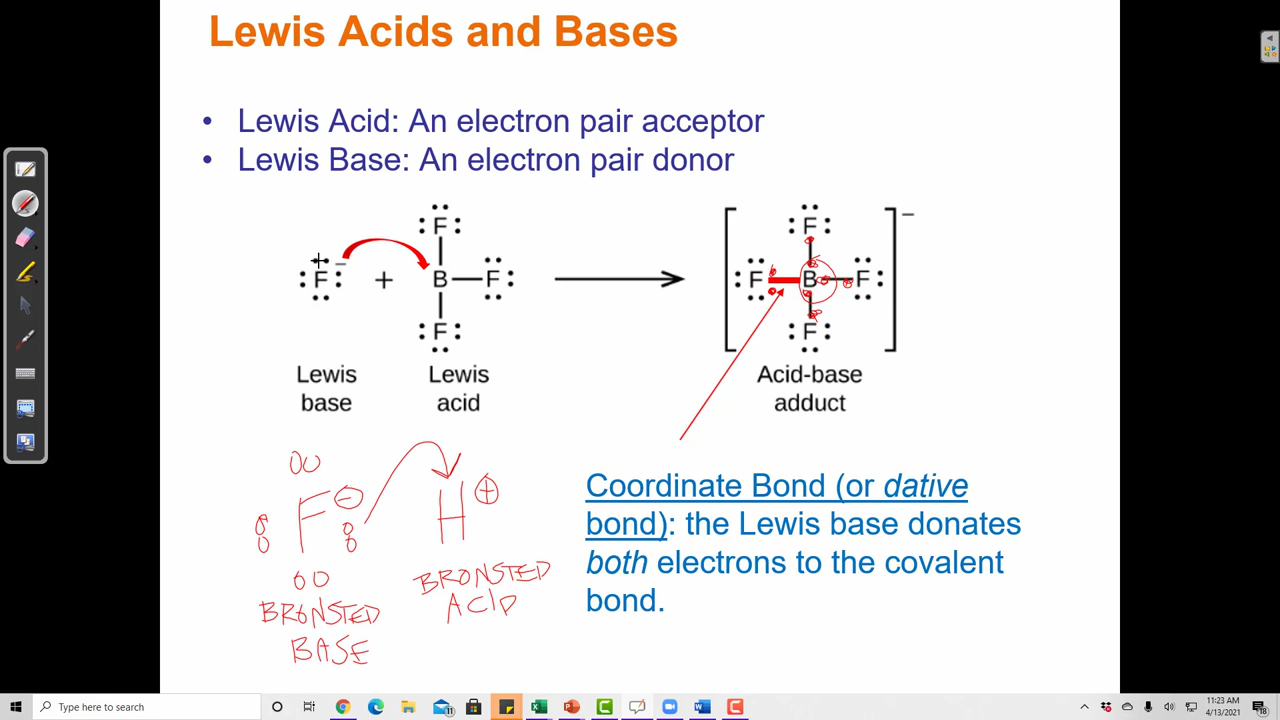 Lewis Acids and Bases
• Lewis Acid: An electron pair acceptor
• Lewis Base: An electron pair donor
F
F – + B — F
F
F
F B F –
F
Lewis
base
Lewis
acid
Acid-base
adduct
F –
BRONSTED
BASE
H +
BRONSTED
ACID
Coordinate Bond (or dative
bond): the Lewis base donates
both electrons to the covalent
bond.
Type here to search
11
11:23 AM
4/13/2021
18